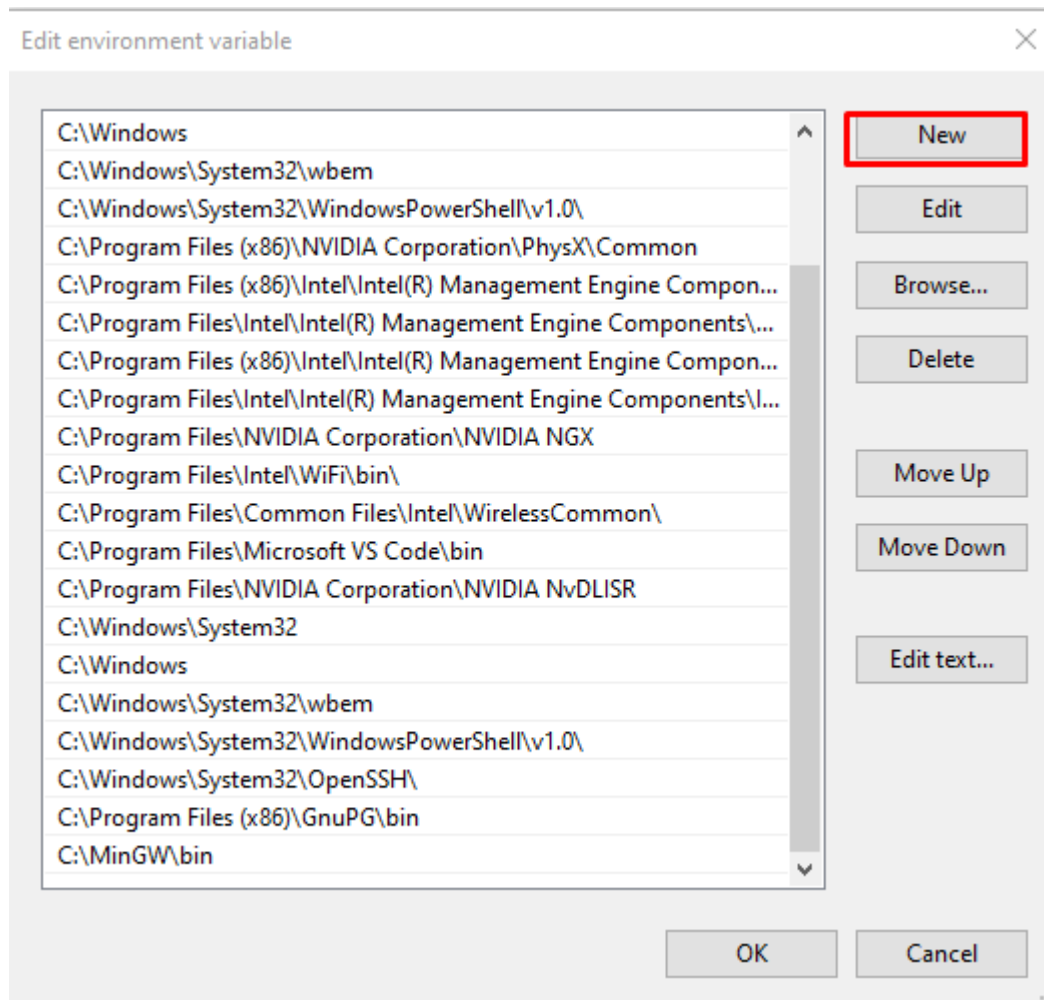 Edit environment variable
C:\Windows
C:\Windows\System32\wbem
C:\Windows\System32\WindowsPowerShell\v1.0\
C:\Program Files (x86)\NVIDIA Corporation\PhysX\Common
C:\Program Files (x86)\Intel\Intel(R) Management Engine Compon...
C:\Program Files\Intel\Intel(R) Management Engine Components\...
C:\Program Files (x86)\Intel\Intel(R) Management Engine Compon...
C:\Program Files\Intel\Intel(R) Management Engine Components\I...
C:\Program Files\NVIDIA Corporation\NVIDIA NGX
C:\Program Files\Intel\WiFi\bin\
C:\Program Files\Common Files\Intel\WirelessCommon\
C:\Program Files\Microsoft VS Code\bin
C:\Program Files\NVIDIA Corporation\NVIDIA NvDLISR
C:\Windows\System32
C:\Windows
C:\Windows\System32\wbem
C:\Windows\System32\WindowsPowerShell\v1.0\
C:\Windows\System32\OpenSSH\
C:\Program Files (x86)\GnuPG\bin
C:\MinGW\bin
New
Edit
Browse...
Delete
Move Up
Move Down
Edit text...
OK
Cancel